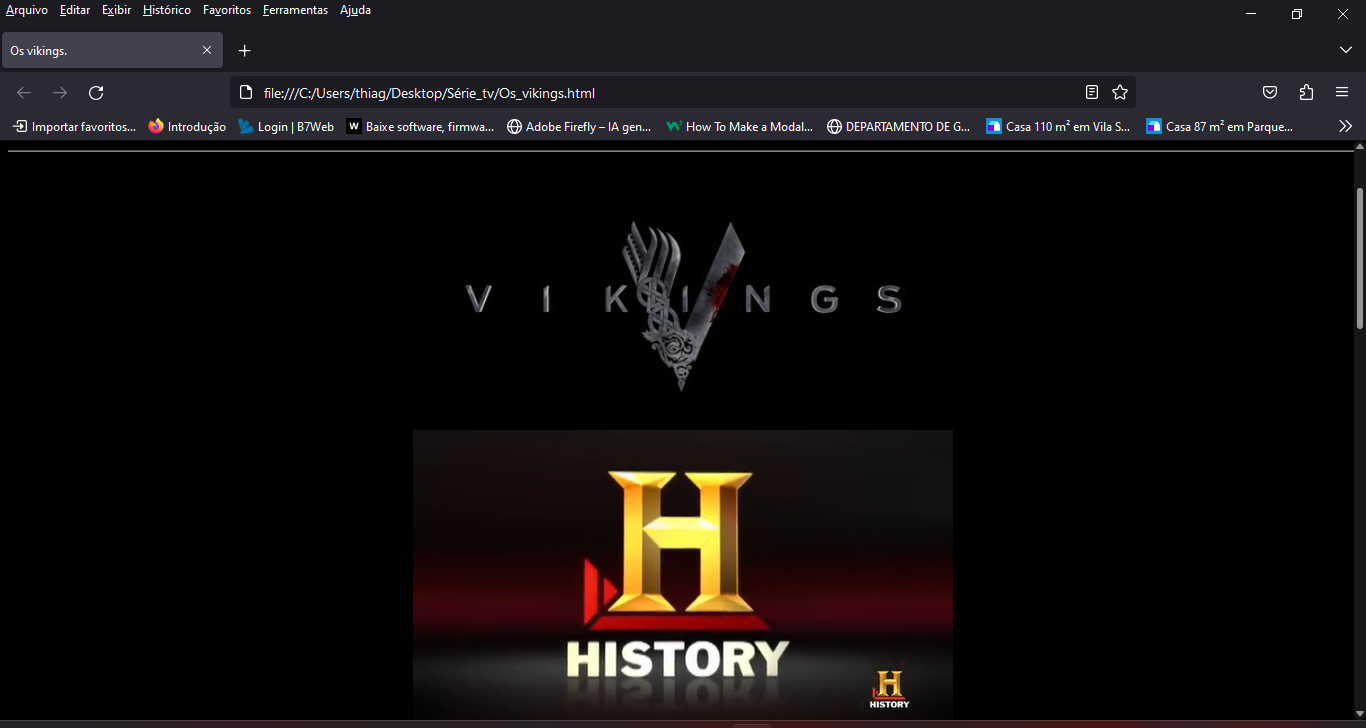 Arquivo Editar Exibir Histórico Favoritos Ferramentas Ajuda
Os vikings.
file:///C:/Users/thiag/Desktop/Série_tv/Os_vikings.html
Importar favoritos... Introdução Login | B7Web W Baixe software, firmwa... Adobe Firefly – IA gen... How To Make a Modal... DEPARTAMENTO DE G... Casa 110 m² em Vila S... Casa 87 m² em Parque...
VIKINGS
H
HISTORY
H
HISTORY